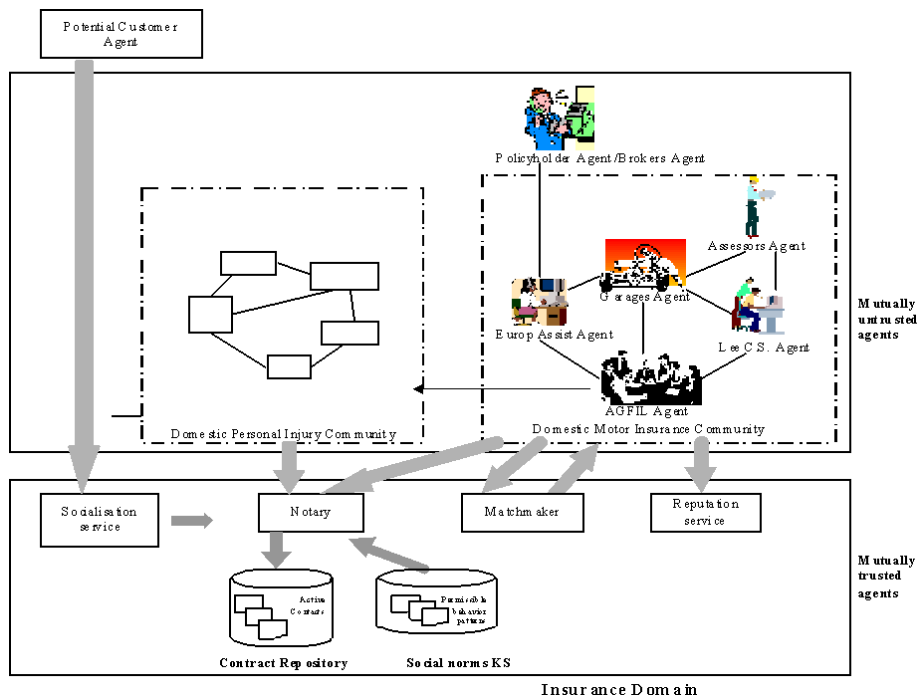 Potential Customer
Agent
Policyholder Agent/Brokers Agent
Assessors Agent
Garages Agent
Europ Assist Agent
Lee C.S. Agent
AGFIL Agent
Domestic Personal Injury Community
Domestic Motor Insurance Community
Mutually
untrusted
agents
Socialisation
service
Notary
Matchmaker
Reputation
service
Active
Contacts
Permissible
behavior
patterns
Mutually
trusted
agents
Contract Repository
Social norms KS
Insurance Domain